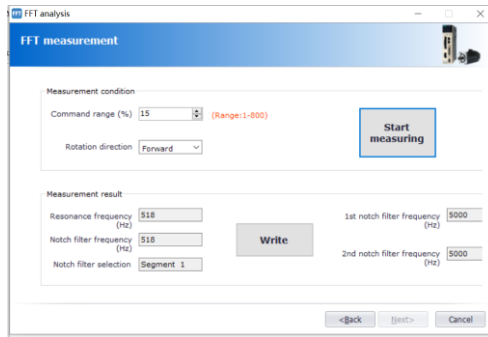 FFT FFT analysis
FFT measurement
Measurement condition
Command range (%) 15 (Range:1-800)
Rotation direction Forward
Start
measuring
Measurement result
Resonance frequency 518
(Hz)
Notch filter frequency 518
(Hz)
Notch filter selection Segment 1
Write
1st notch filter frequency 5000
(Hz)
2nd notch filter frequency 5000
(Hz)
<Back Next> Cancel